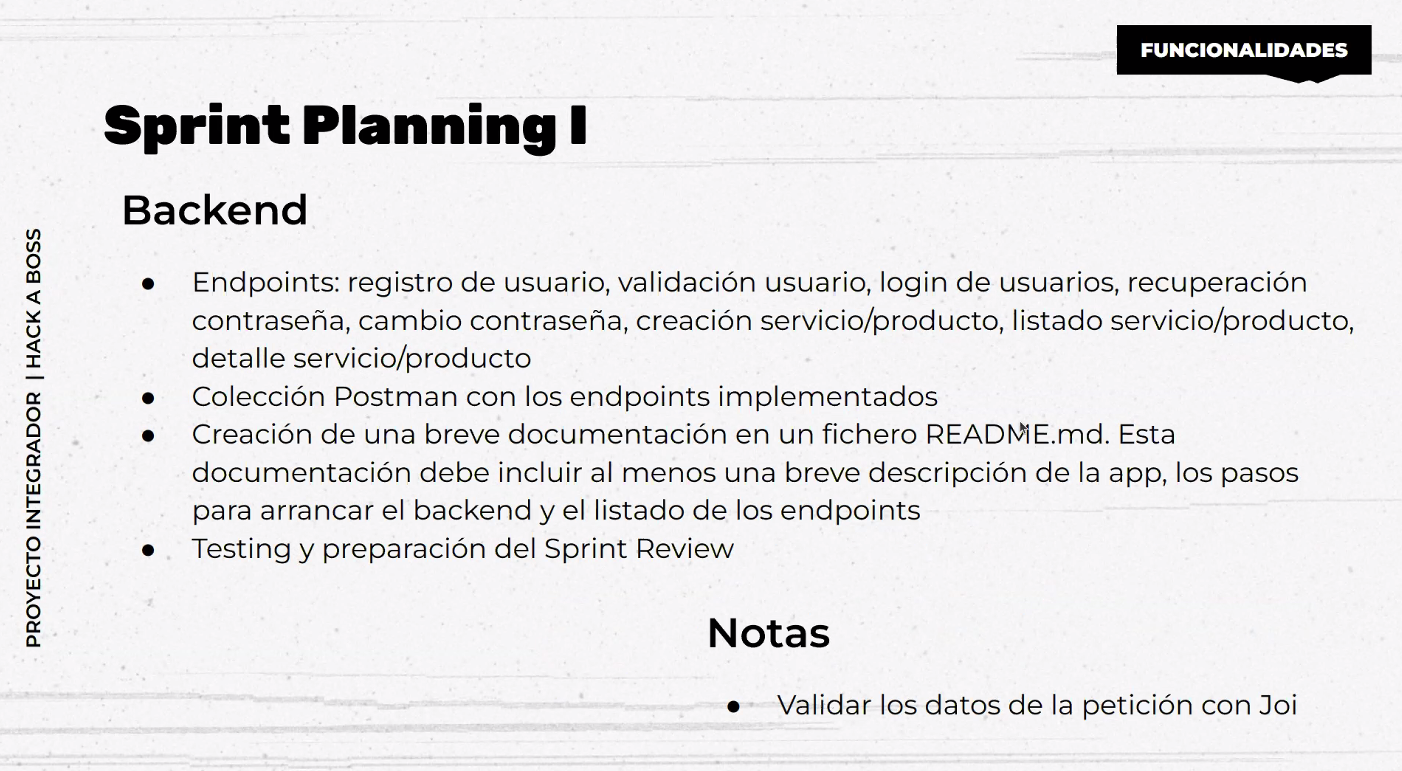 FUNCIONALIDADES
Sprint Planning I
Backend
● Endpoints: registro de usuario, validación usuario, login de usuarios, recuperación
contraseña, cambio contraseña, creación servicio/producto, listado servicio/producto,
detalle servicio/producto
● Colección Postman con los endpoints implementados
● Creación de una breve documentación en un fichero README.md. Esta
documentación debe incluir al menos una breve descripción de la app, los pasos
para arrancar el backend y el listado de los endpoints
● Testing y preparación del Sprint Review
Notas
● Validar los datos de la petición con Joi
PROYECTO INTEGRADOR | HACK A BOSS